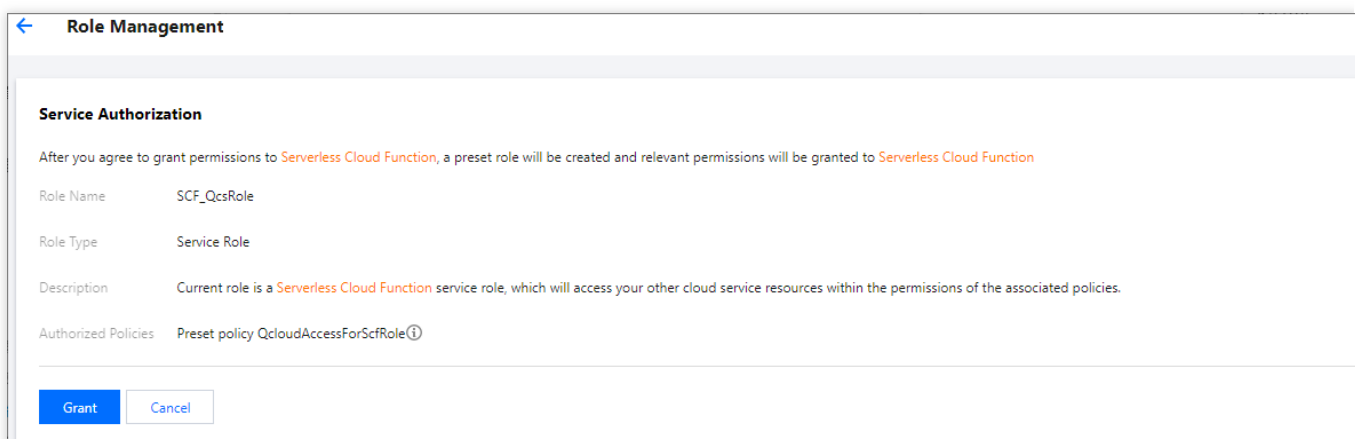 Role Management
Service Authorization
After you agree to grant permissions to Serverless Cloud Function, a preset role will be created and relevant permissions will be granted to Serverless Cloud Function
Role Name SCF_QcsRole
Role Type Service Role
Description Current role is a Serverless Cloud Function service role, which will access your other cloud service resources within the permissions of the associated policies.
Authorized Policies Preset policy QcloudAccessForScfRole
Grant Cancel